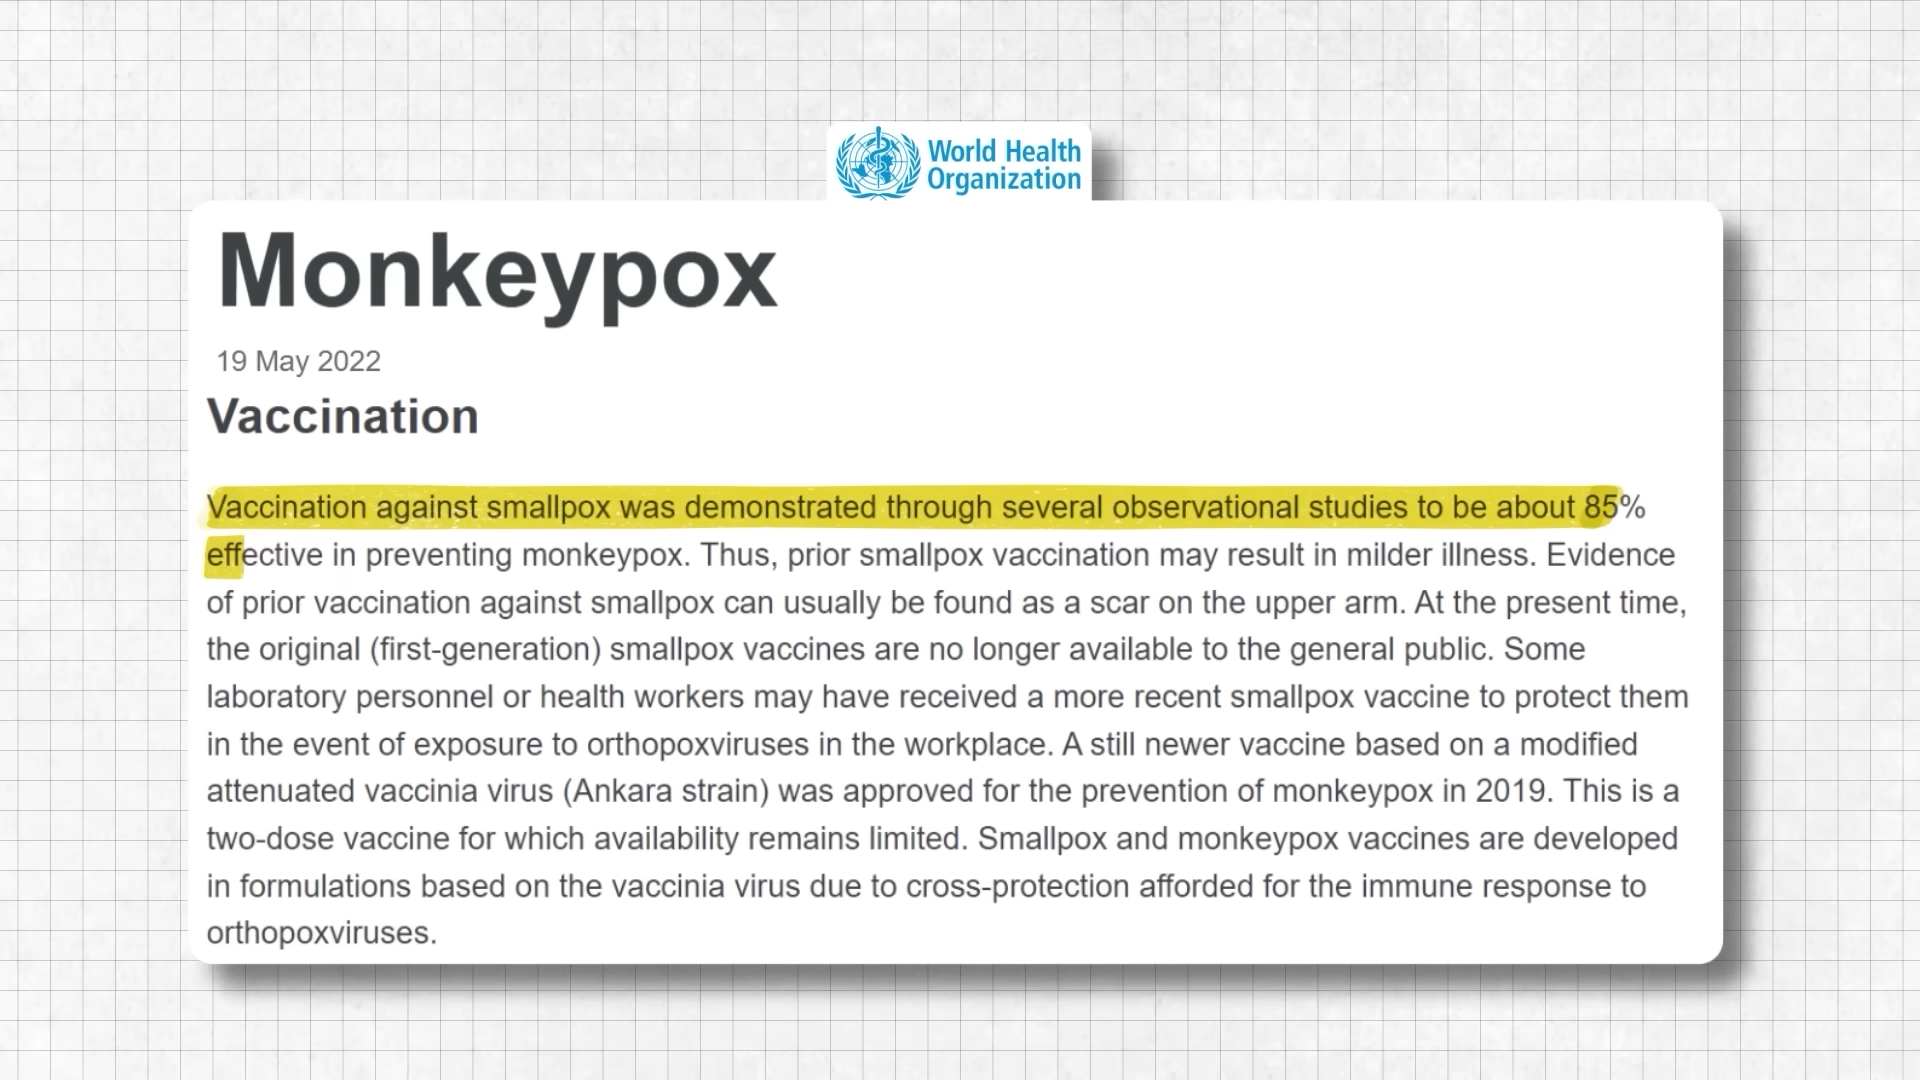 World Health
Organization
Monkeypox
19 May 2022
Vaccination
Vaccination against smallpox was demonstrated through several observational studies to be about 85%
effective in preventing monkeypox. Thus, prior smallpox vaccination may result in milder illness. Evidence
of prior vaccination against smallpox can usually be found as a scar on the upper arm. At the present time,
the original (first-generation) smallpox vaccines are no longer available to the general public. Some
laboratory personnel or health workers may have received a more recent smallpox vaccine to protect them
in the event of exposure to orthopoxviruses in the workplace. A still newer vaccine based on a modified
attenuated vaccinia virus (Ankara strain) was approved for the prevention of monkeypox in 2019. This is a
two-dose vaccine for which availability remains limited. Smallpox and monkeypox vaccines are developed
in formulations based on the vaccinia virus due to cross-protection afforded for the immune response to
orthopoxviruses.